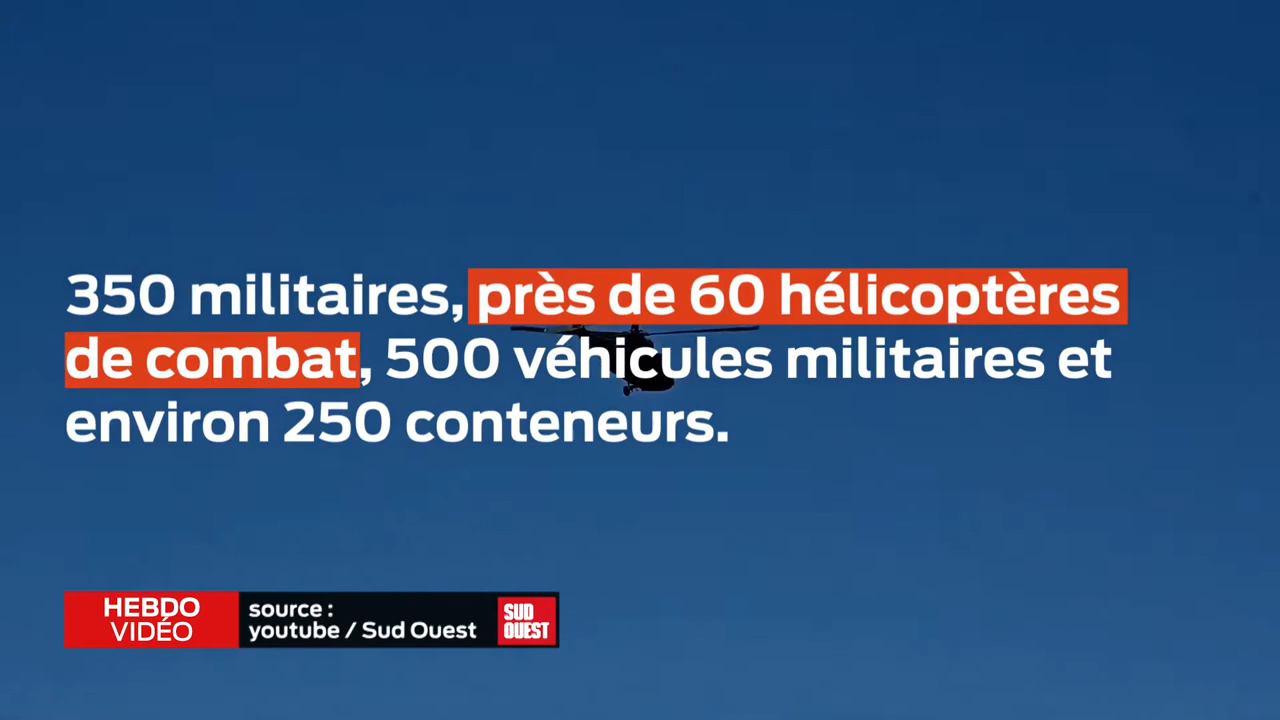 350 militaires, près de 60 hélicoptères
de combat, 500 véhicules militaires et
environ 250 conteneurs.
HEBDO
VIDÉO
source :
youtube / Sud Ouest
SUD
OUEST